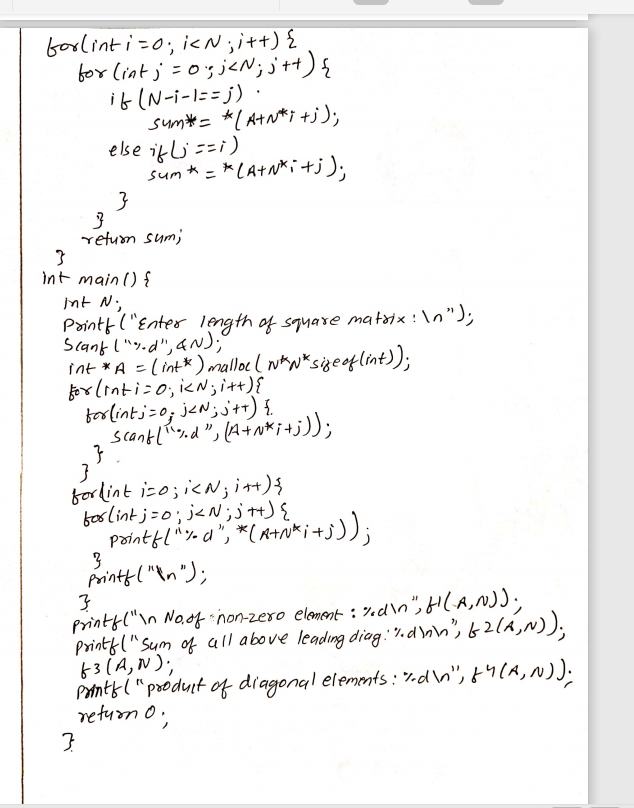 for(int i=0; i<N; i++) {
for (int j = 0; j<N; j++) {
if (N-i-1==j)
sum*= *(A+N*i+j);
else if(j==i)
sum*=*(A+N*i+j);
}
}
return sum;
}
int main() {
int N;
Printf("Enter length of square matrix:\n");
Scanf("%d",&N);
int *A = (int*)malloc(N*N*sizeof(int));
for(int i=0; i<N; i++){
for(int j=0; j<N; j++) {
scanf("%d", (A+N*i+j));
}
}
for(int i=0; i<N; i++){
for(int j=0; j<N; j++) {
printf("%d", *(A+N*i+j));
}
printf("\n");
}
printf("\n No.of non-zero element : %d\n", f1(A,N));
printf("Sum of all above leading diag:%d\n\n", f2(A,N));
f3(A,N);
printf("product of diagonal elements: %d\n", f4(A,N));
return 0;
}